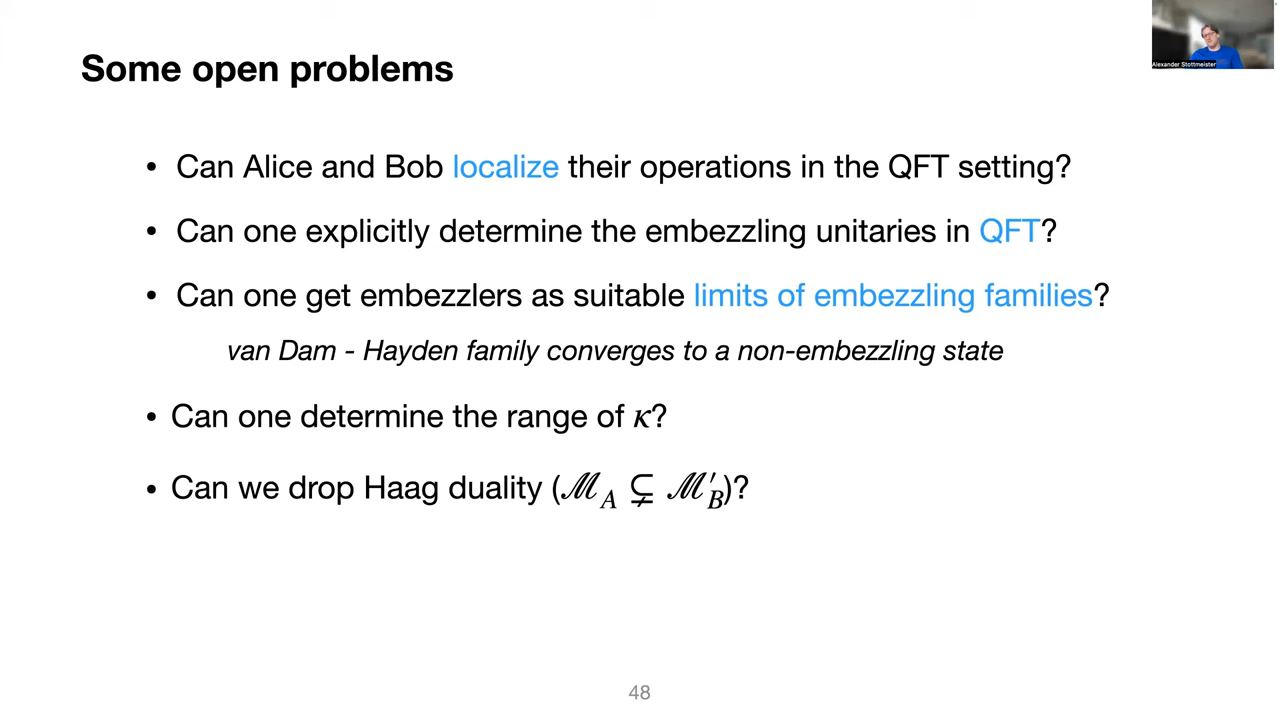 Alexander Stottmeister
Some open problems
• Can Alice and Bob localize their operations in the QFT setting?
• Can one explicitly determine the embezzling unitaries in QFT?
• Can one get embezzlers as suitable limits of embezzling families?
van Dam - Hayden family converges to a non-embezzling state
• Can one determine the range of κ?
• Can we drop Haag duality (ℳ_A ⊊ ℳ′_B)?
48